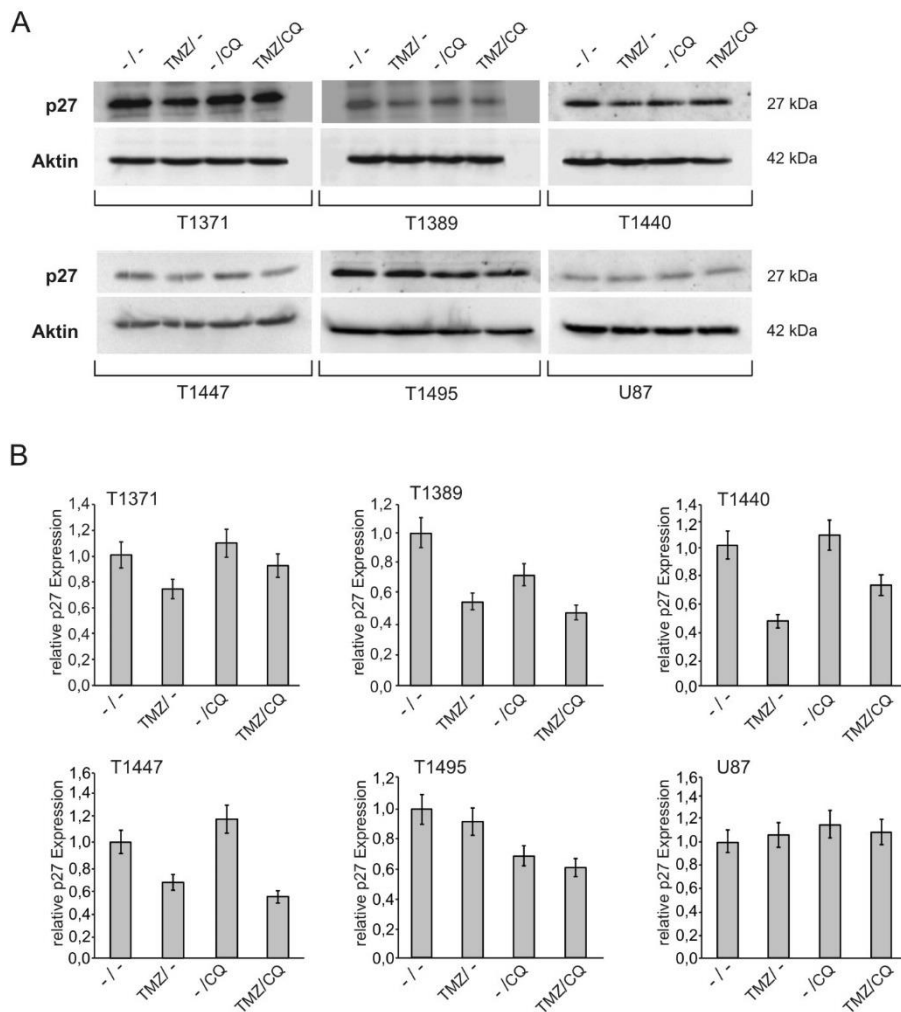 A
- / - TMZ/ - - /CQ TMZ/CQ - / - TMZ/ - - /CQ TMZ/CQ - / - TMZ/ - - /CQ TMZ/CQ
p27 27 kDa
Aktin 42 kDa
T1371 T1389 T1440
p27 27 kDa
Aktin 42 kDa
T1447 T1495 U87
B
T1371
relative p27 Expression
1,4
1,2
1,0
0,8
0,6
0,4
0,2
0,0
- / - TMZ/ - - /CQ TMZ/CQ
T1389
relative p27 Expression
1,2
1,0
0,8
0,6
0,4
0,2
0,0
- / - TMZ/ - - /CQ TMZ/CQ
T1440
relative p27 Expression
1,4
1,2
1,0
0,8
0,6
0,4
0,2
0,0
- / - TMZ/ - - /CQ TMZ/CQ
T1447
relative p27 Expression
1,6
1,4
1,2
1,0
0,8
0,6
0,4
0,2
0,0
- / - TMZ/ - - /CQ TMZ/CQ
T1495
relative p27 Expression
1,2
1,0
0,8
0,6
0,4
0,2
0,0
- / - TMZ/ - - /CQ TMZ/CQ
U87
relative p27 Expression
1,6
1,4
1,2
1,0
0,8
0,6
0,4
0,2
0,0
- / - TMZ/ - - /CQ TMZ/CQ